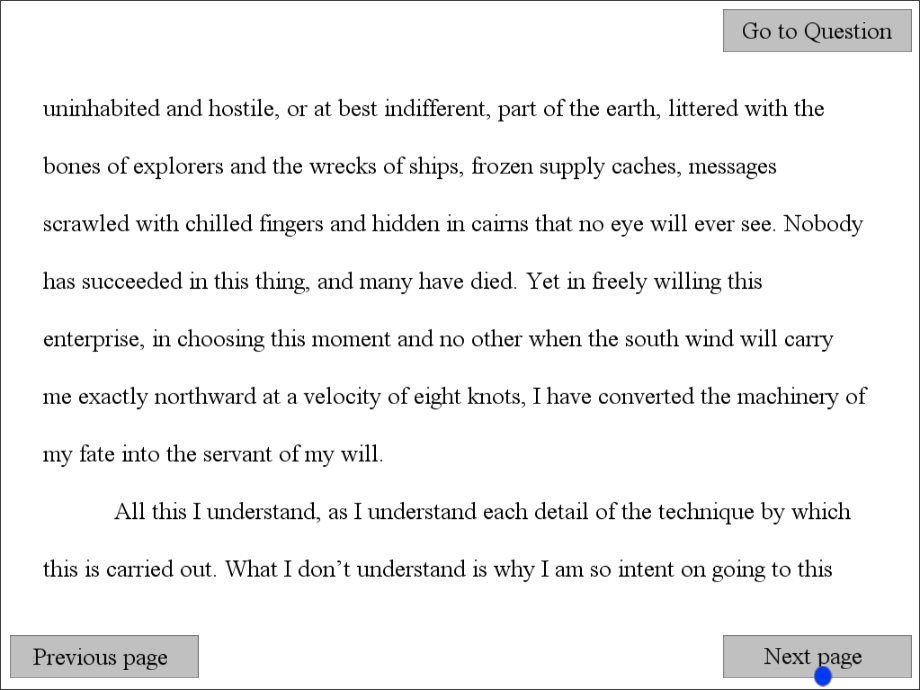 Go to Question
uninhabited and hostile, or at best indifferent, part of the earth, littered with the
bones of explorers and the wrecks of ships, frozen supply caches, messages
scrawled with chilled fingers and hidden in cairns that no eye will ever see. Nobody
has succeeded in this thing, and many have died. Yet in freely willing this
enterprise, in choosing this moment and no other when the south wind will carry
me exactly northward at a velocity of eight knots, I have converted the machinery of
my fate into the servant of my will.
All this I understand, as I understand each detail of the technique by which
this is carried out. What I don’t understand is why I am so intent on going to this
Previous page
Next page